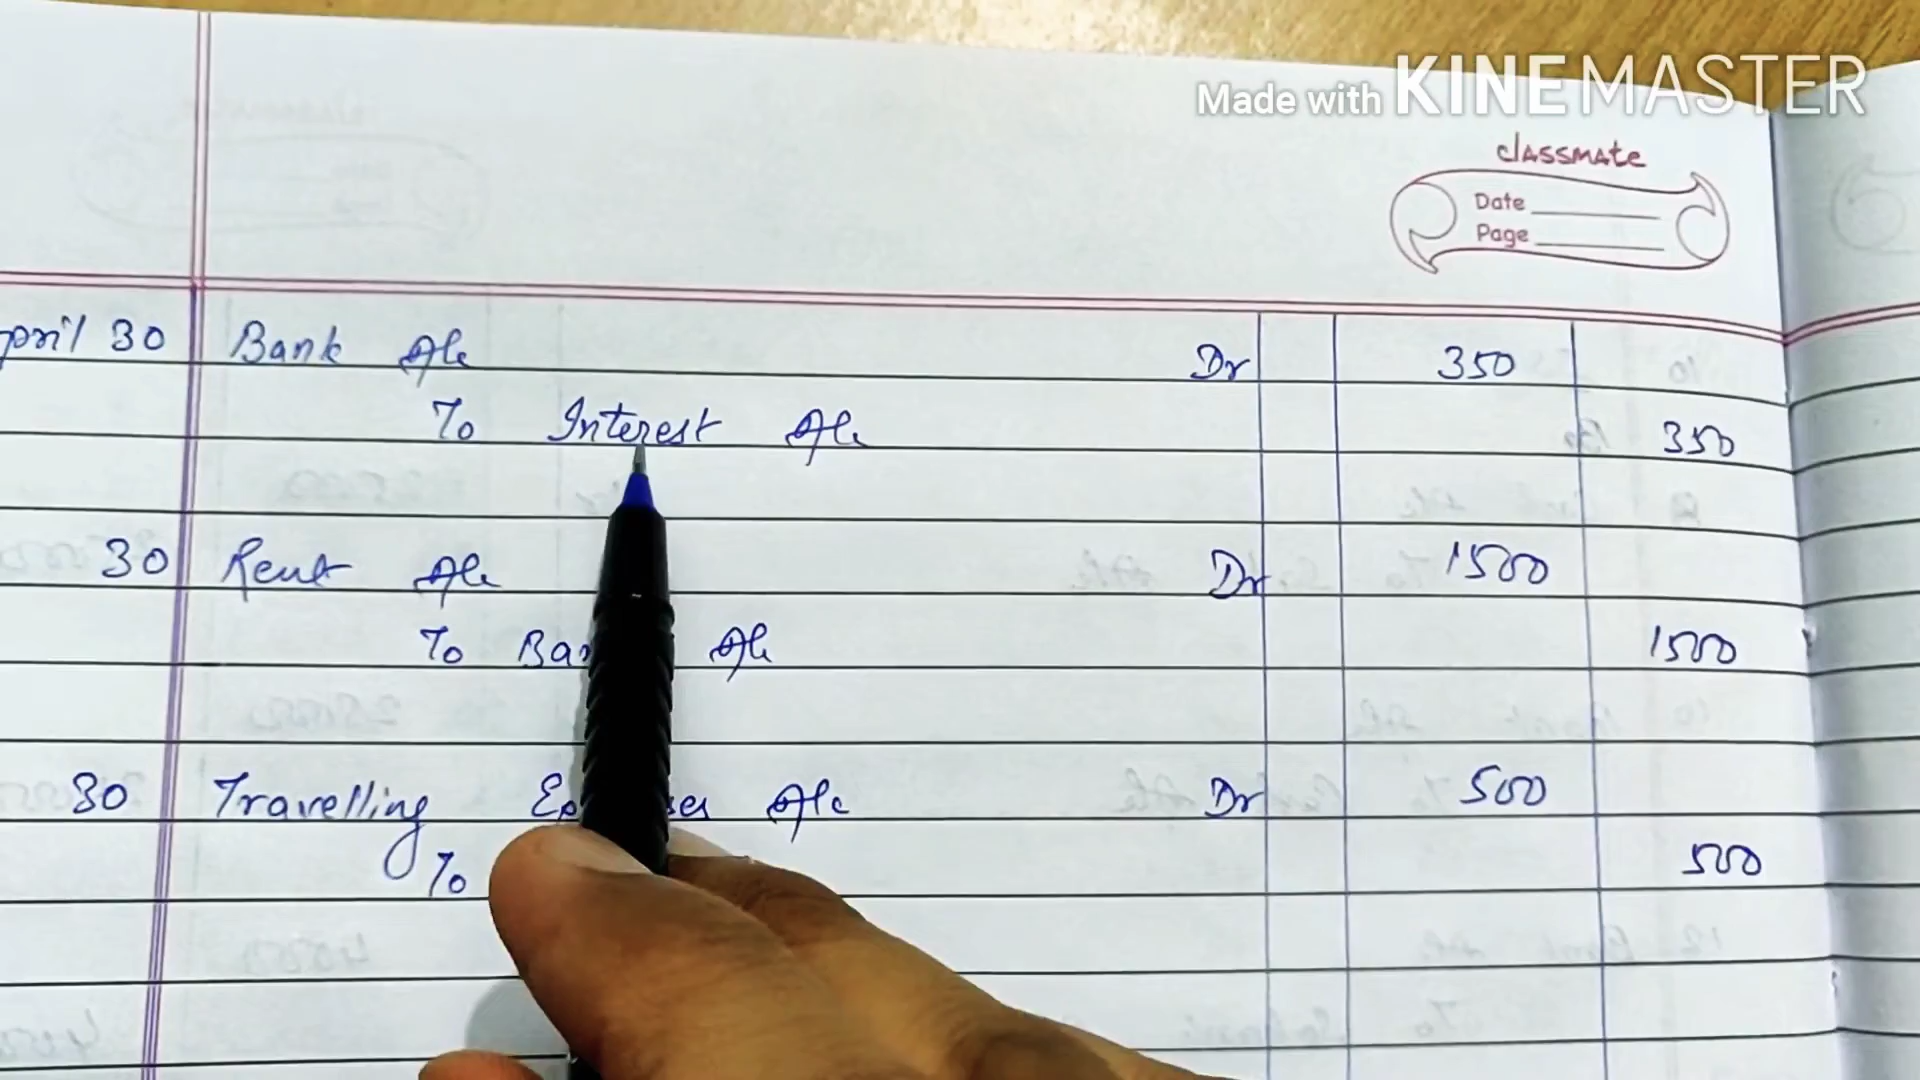 Made with KINEMASTER
classmate
Date
Page
April 30 Bank A/c Dr 350
To Interest A/c 350
30 Rent A/c Dr 1500
To A/c 1500
30 Travelling A/c Dr 500
To 500